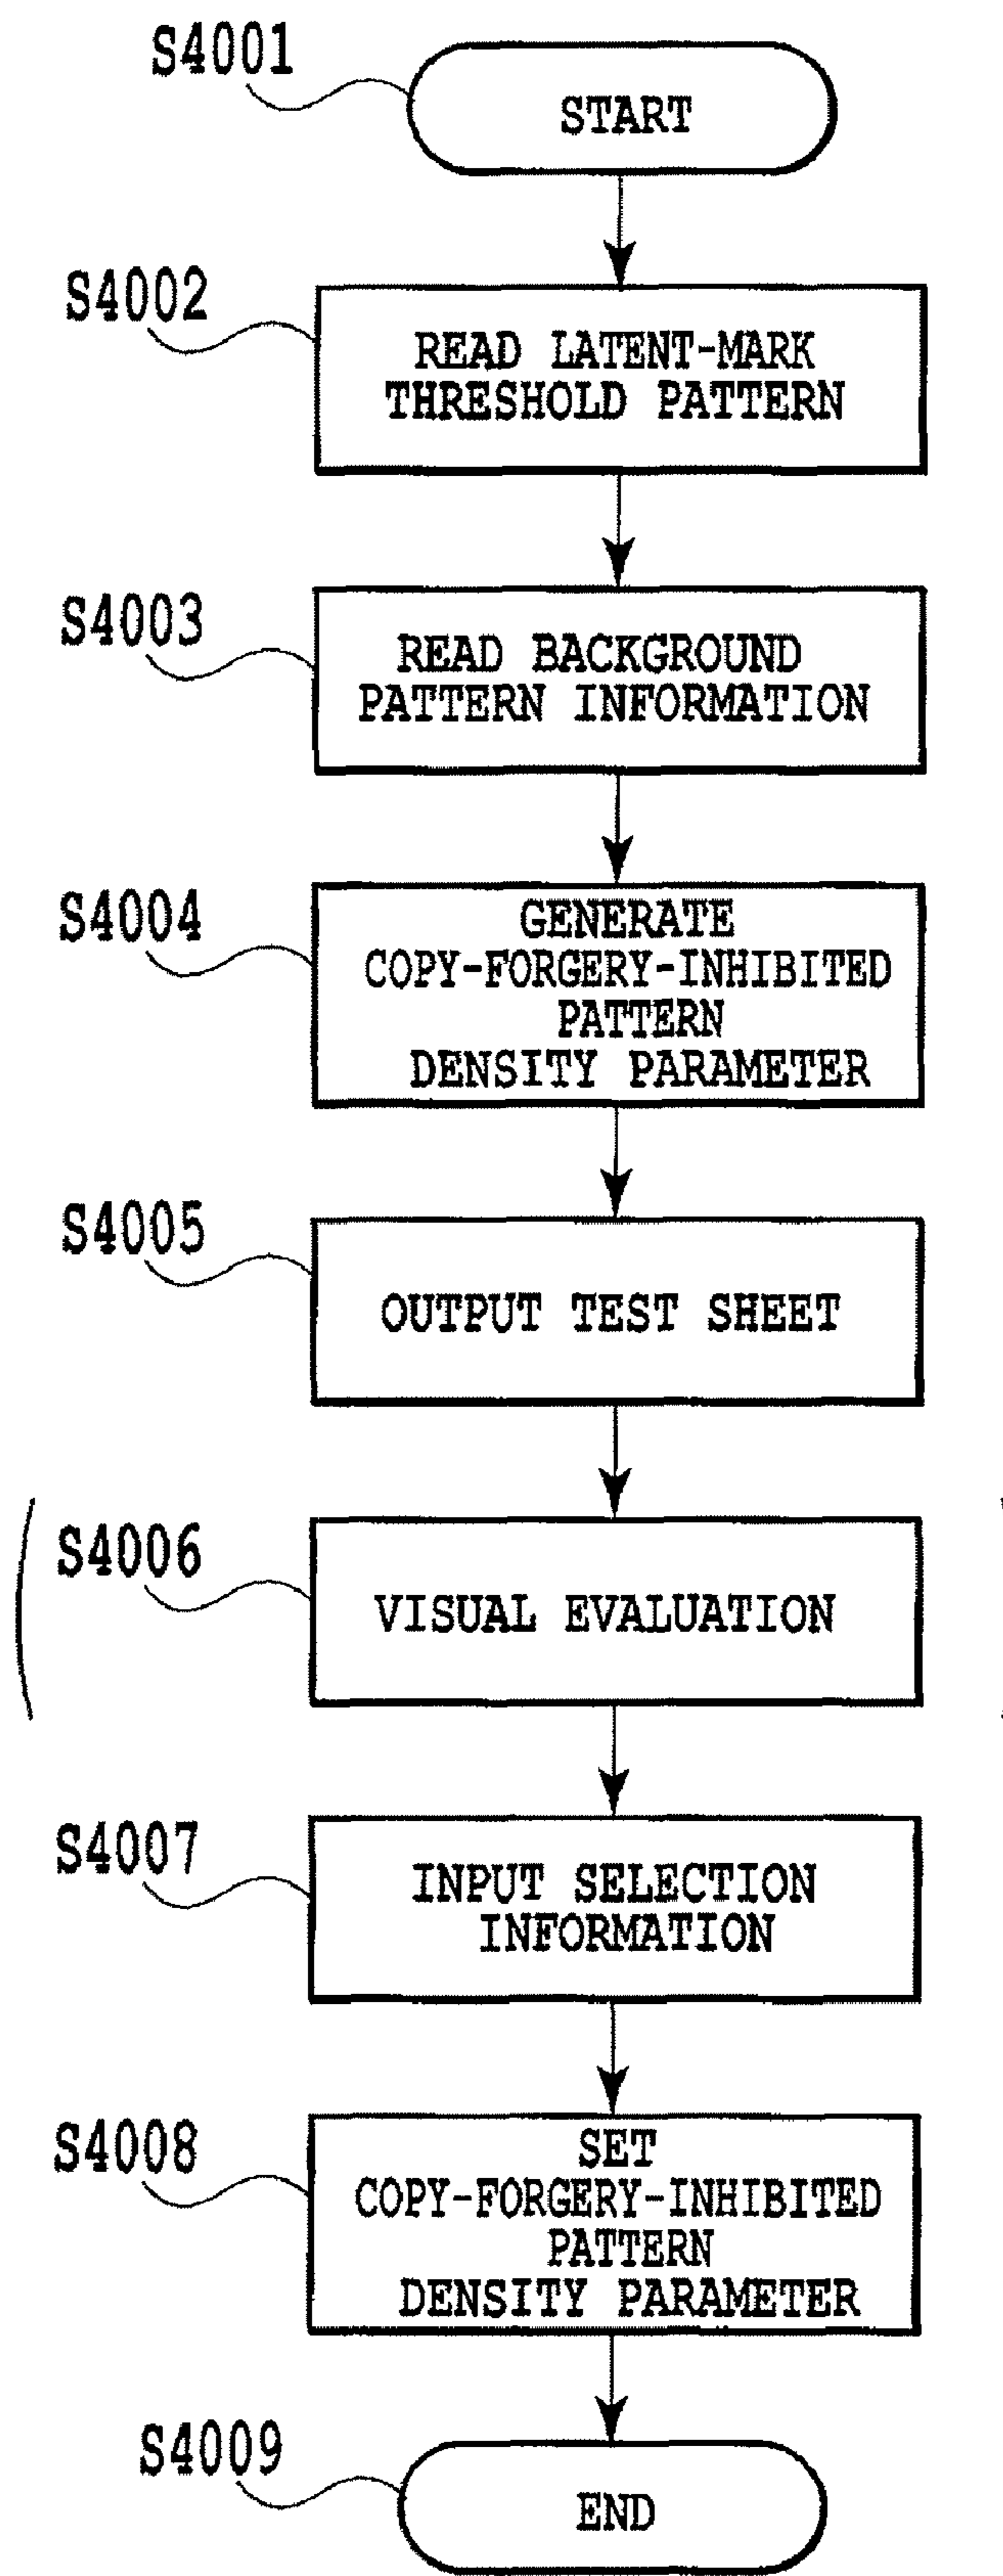 S4001
START
S4002
READ LATENT-MARK
THRESHOLD PATTERN
S4003
READ BACKGROUND
PATTERN INFORMATION
S4004
GENERATE
COPY-FORGERY-INHIBITED
PATTERN
DENSITY PARAMETER
S4005
OUTPUT TEST SHEET
S4006
VISUAL EVALUATION
S4007
INPUT SELECTION
INFORMATION
S4008
SET
COPY-FORGERY-INHIBITED
PATTERN
DENSITY PARAMETER
S4009
END